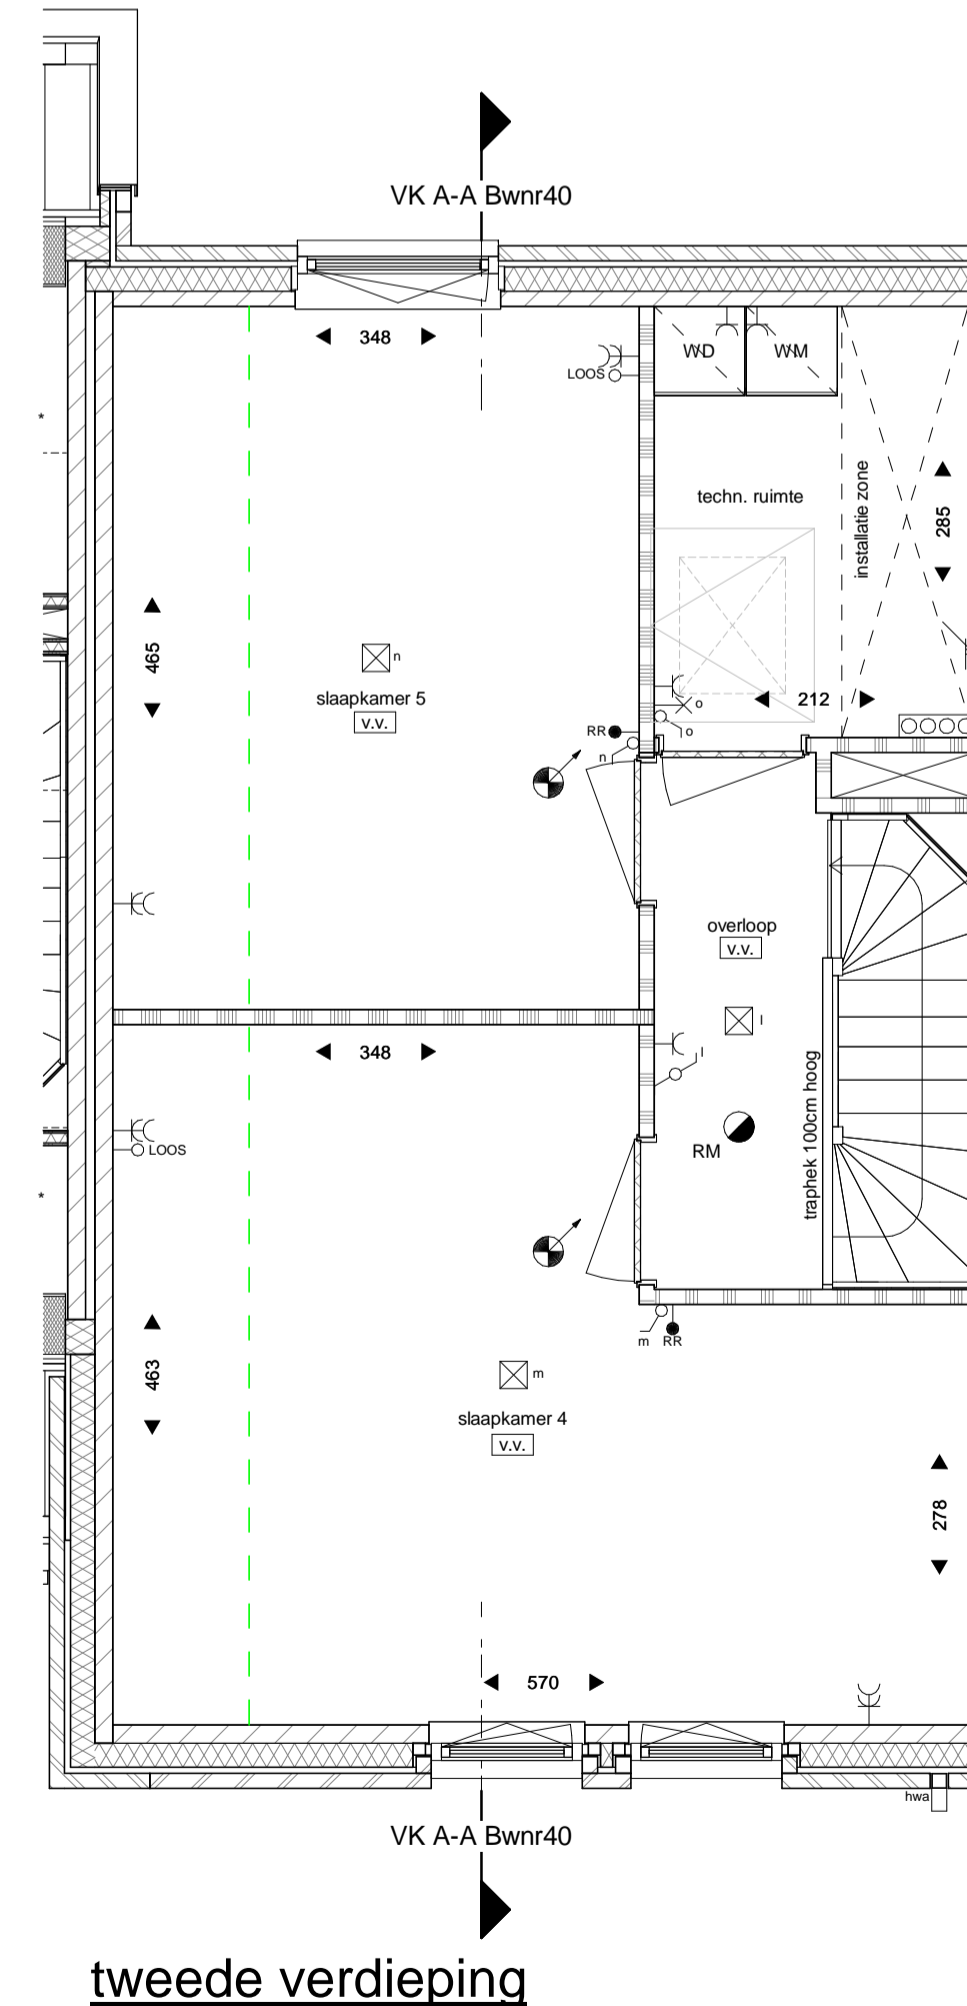 VK A-A Bwnr40
348
LOOS
WD
WM
techn. ruimte
installatie zone
285
465
n
slaapkamer 5
v.v.
212
o
o
RR
n
overloop
v.v.
l
348
l
LOOS
RM
traphek 100cm hoog
m
RR
463
m
slaapkamer 4
v.v.
278
570
hwa
VK A-A Bwnr40
tweede verdieping
*
*